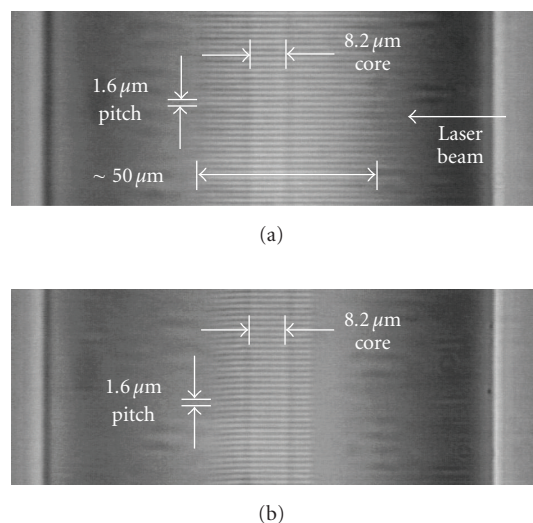 8.2 µm
core
1.6 µm
pitch
Laser
beam
~ 50 µm
(a)
8.2 µm
core
1.6 µm
pitch
(b)